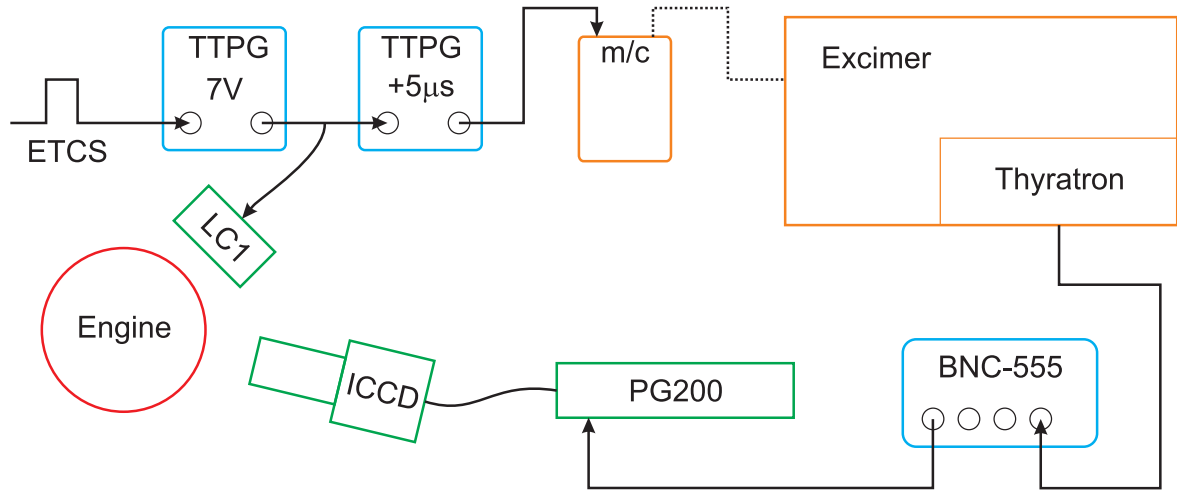 TTPG
7V
TTPG
+5μs
m/c
Excimer
ETCS
Thyratron
LC1
Engine
ICCD
PG200
BNC-555